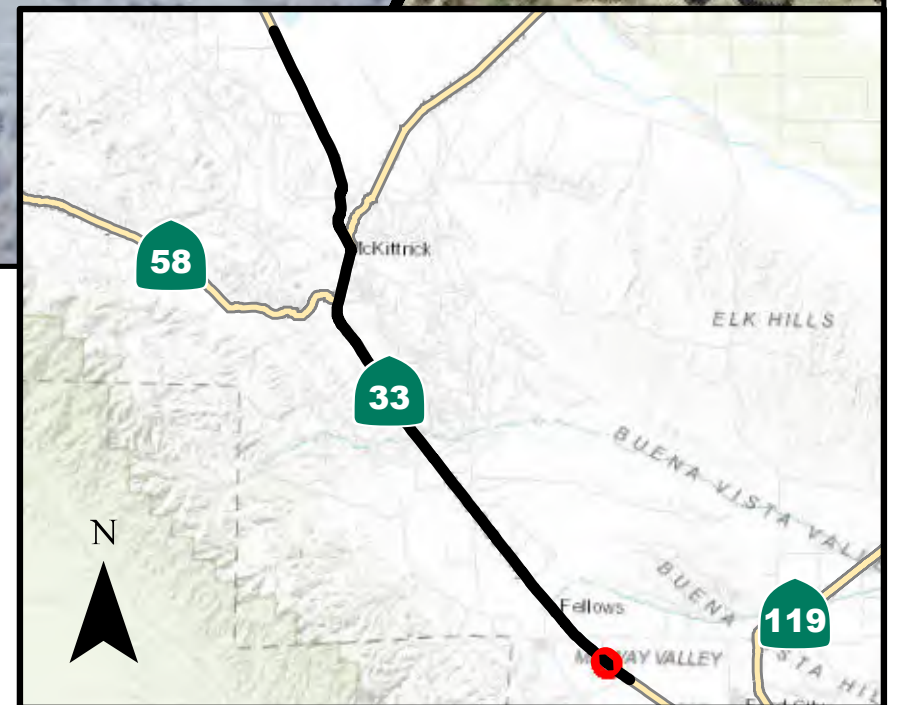 McKittrick
58
ELK HILLS
33
BUENA VISTA
N
Fellows
BUENA
119
VALLEY